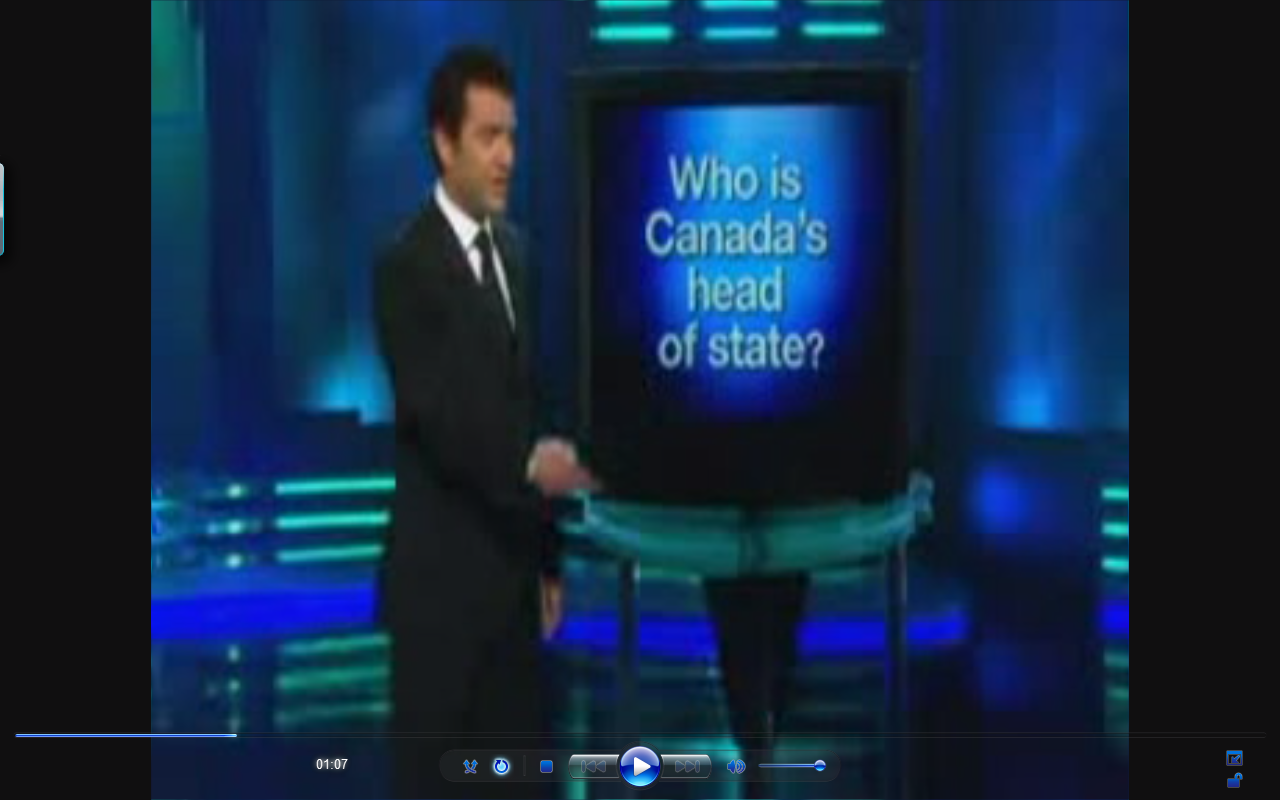 Who is
Canada's
head
of state?
01:07